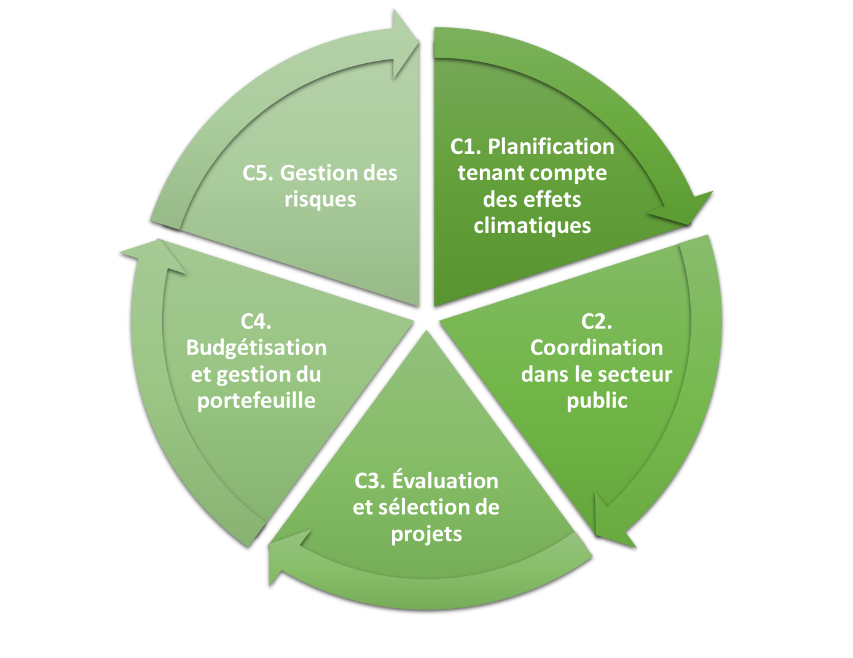 C1. Planification
tenant compte
des effets
climatiques
C2.
Coordination
dans le secteur
public
C3. Évaluation
et sélection de
projets
C4.
Budgétisation
et gestion du
portefeuille
C5. Gestion des
risques